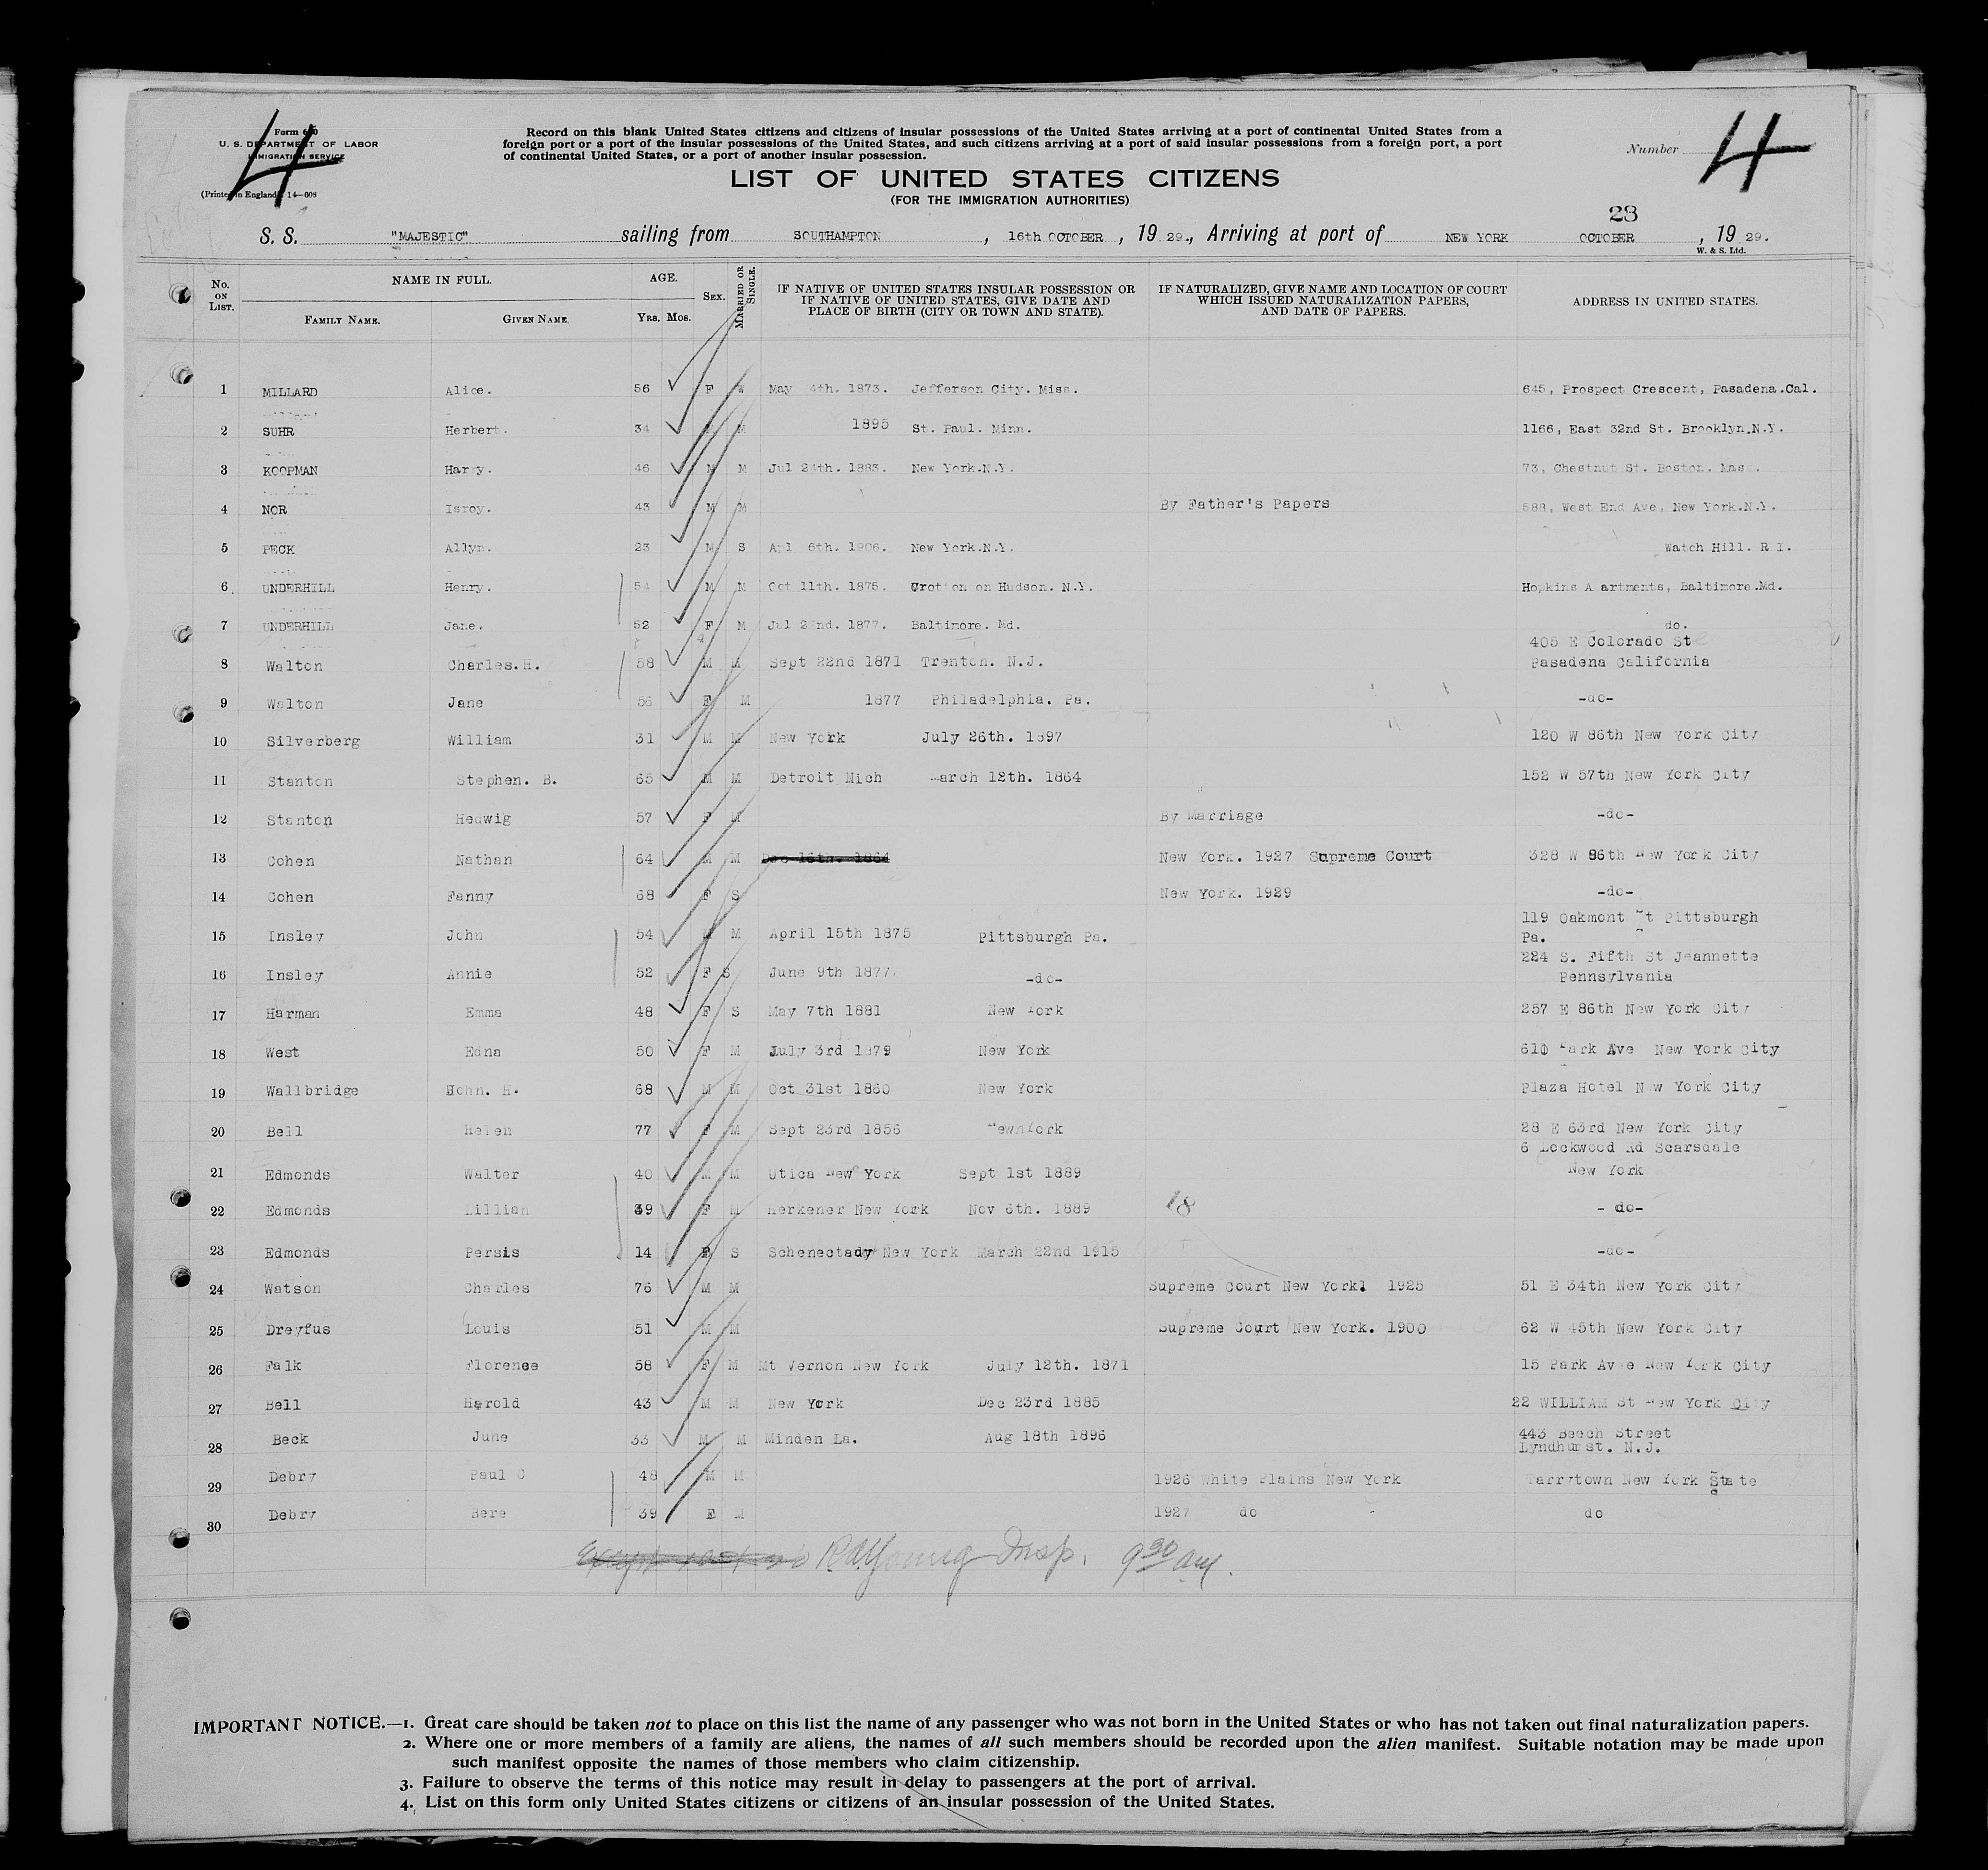 4
Form 630
U. S. DEPARTMENT OF LABOR
IMMIGRATION SERVICE
(Printed in England) 14—608
Record on this blank United States citizens and citizens of insular possessions of the United States arriving at a port of continental United States from a
foreign port or a port of the insular possessions of the United States, and such citizens arriving at a port of said insular possessions from a foreign port, a port
of continental United States, or a port of another insular possession.
Number 4
LIST OF UNITED STATES CITIZENS
(FOR THE IMMIGRATION AUTHORITIES)
S. S. "MAJESTIC" sailing from SOUTHAMPTON, 16th OCTOBER, 1929., Arriving at port of NEW YORK 23 OCTOBER, 1929.
W. & S. Ltd.
No. ON LIST. NAME IN FULL. FAMILY NAME. GIVEN NAME. AGE. YRS. MOS. SEX. MARRIED OR SINGLE. IF NATIVE OF UNITED STATES INSULAR POSSESSION OR IF NATIVE OF UNITED STATES, GIVE DATE AND PLACE OF BIRTH (CITY OR TOWN AND STATE). IF NATURALIZED, GIVE NAME AND LOCATION OF COURT WHICH ISSUED NATURALIZATION PAPERS, AND DATE OF PAPERS. ADDRESS IN UNITED STATES.
1 MILLARD Alice. 56 F W May 4th. 1873. Jefferson City. Miss. 645, Prospect Crescent, Pasadena.Cal.
2 SUHR Herbert. 34 M M 1895 St. Paul. Minn. 1166, East 32nd St. Brooklyn.N.Y.
3 KOOPMAN Harry. 46 M M Jul 24th. 1883. New York.N.Y. 73, Chestnut St. Boston. Mass.
4 NOR Isroy. 43 M M By Father's Papers 588, West End Ave, New York.N.Y.
5 PECK Allyn. 23 M S Apl 6th. 1906. New York.N.Y. Watch Hill. R I.
6 UNDERHILL Henry. 54 M M Oct 11th. 1875. Crotton on Hudson. N.Y. Hopkins A artments, Baltimore.Md.
7 UNDERHILL Jane. 52 F M Jul 22nd. 1877. Baltimore. Md. do.
8 Walton Charles.H. 58 M M Sept 22nd 1871 Trenton. N.J. 405 E Colorado St
Pasadena California
9 Walton Jane 56 F M 1877 Philadelphia. Pa. -do-
10 Silverberg William 31 M M New York July 26th. 1897 120 W 86th New York City
11 Stanton Stephen. B. 65 M M Detroit Mich March 12th. 1864 152 W 57th New York City
12 Stanton Hedwig 57 F M By Marriage -do-
13 Cohen Nathan 64 M M Dec 16th. 1864 New York. 1927 Supreme Court 328 W 86th New York City
14 Cohen Fanny 68 F S New York. 1929 -do-
15 Insley John 54 M M April 15th 1875 Pittsburgh Pa. 119 Oakmont St Pittsburgh
Pa.
16 Insley Annie 52 F S June 9th 1877 -do- 224 S. Fifth St Jeannette
Pennsylvania
17 Harman Emma 48 F S May 7th 1881 New York 257 E 86th New York City
18 West Edna 50 F M July 3rd 1879 New York 610 Park Ave New York City
19 Wallbridge Hohn. H. 68 M M Oct 31st 1860 New York Plaza Hotel New York City
20 Bell Helen 77 F M Sept 23rd 1856 NewnYork 28 E 63rd New York City
21 Edmonds Walter 40 M M Utica New York Sept 1st 1889 6 Lockwood Rd Scarsdale
New York
22 Edmonds Lillian 39 F M Herkener New York Nov 6th. 1889 18 - do-
23 Edmonds Persis 14 F S Schenectady New York March 22nd 1915 -do-
24 Watson Charles 76 M M Supreme Court New York1 1925 51 E 34th New York City
25 Dreyfus Louis 51 M M Supreme Court New York. 1900 62 W 45th New York City
26 Falk Florence 58 F M Mt Vernon New York July 12th. 1871 15 Park Avee New York City
27 Bell Harold 43 M M New York Dec 23rd 1885 22 WILLIAM St New York City
28 Beck June 33 M M Minden La. Aug 18th 1896 443 Beech Street
Lyndhurst. N.J.
29 Debry Paul C 48 M M 1926 White Plains New York Tarrytown New York State
30 Debry Bere 39 F M 1927 do do
R A Young Insp. 9 30 am.
IMPORTANT NOTICE.—1. Great care should be taken not to place on this list the name of any passenger who was not born in the United States or who has not taken out final naturalization papers.
2. Where one or more members of a family are aliens, the names of all such members should be recorded upon the alien manifest. Suitable notation may be made upon
such manifest opposite the names of those members who claim citizenship.
3. Failure to observe the terms of this notice may result in delay to passengers at the port of arrival.
4. List on this form only United States citizens or citizens of an insular possession of the United States.